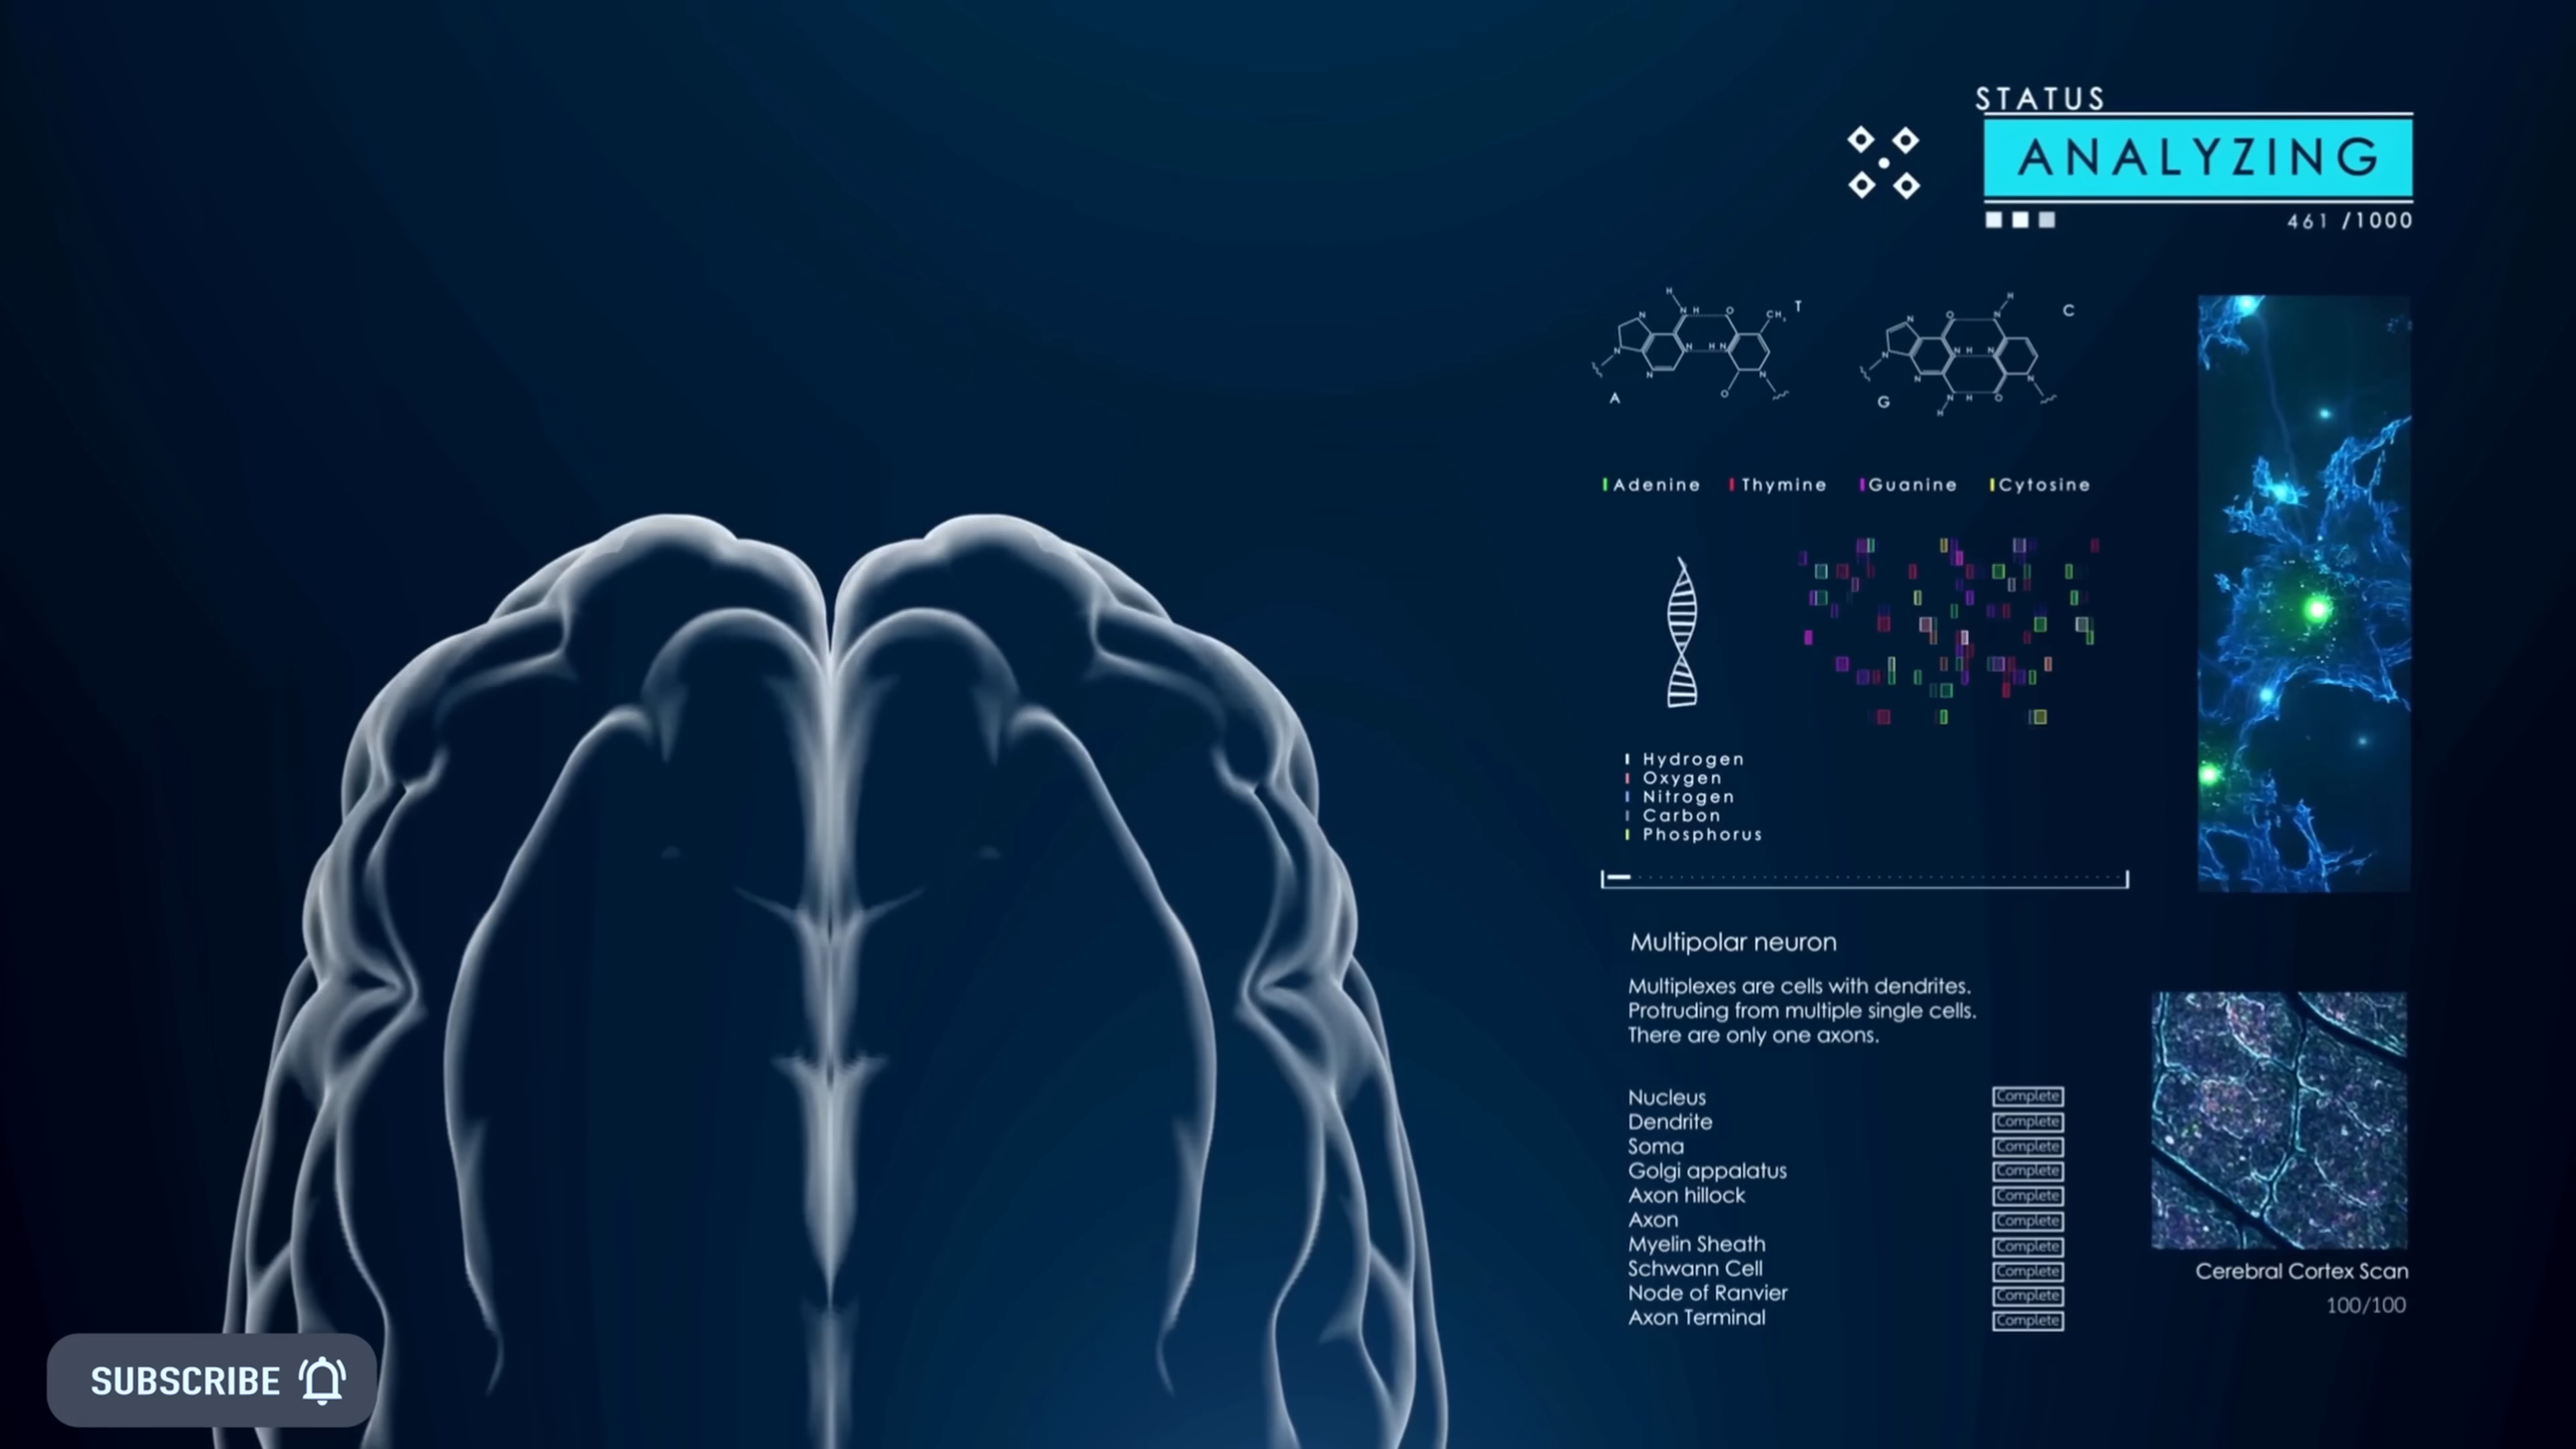 STATUS
ANALYZING
461 /1000
H
N H O CH3 T
N
N N H N
N N
A O
H
C
O N
N
N N H N
N N
G N H O
H
Adenine Thymine Guanine Cytosine
Hydrogen
Oxygen
Nitrogen
Carbon
Phosphorus
Multipolar neuron
Multiplexes are cells with dendrites.
Protruding from multiple single cells.
There are only one axons.
Nucleus Complete
Dendrite Complete
Soma Complete
Golgi appalatus Complete
Axon hillock Complete
Axon Complete
Myelin Sheath Complete
Schwann Cell Complete
Node of Ranvier Complete
Axon Terminal Complete
Cerebral Cortex Scan
100/100
SUBSCRIBE